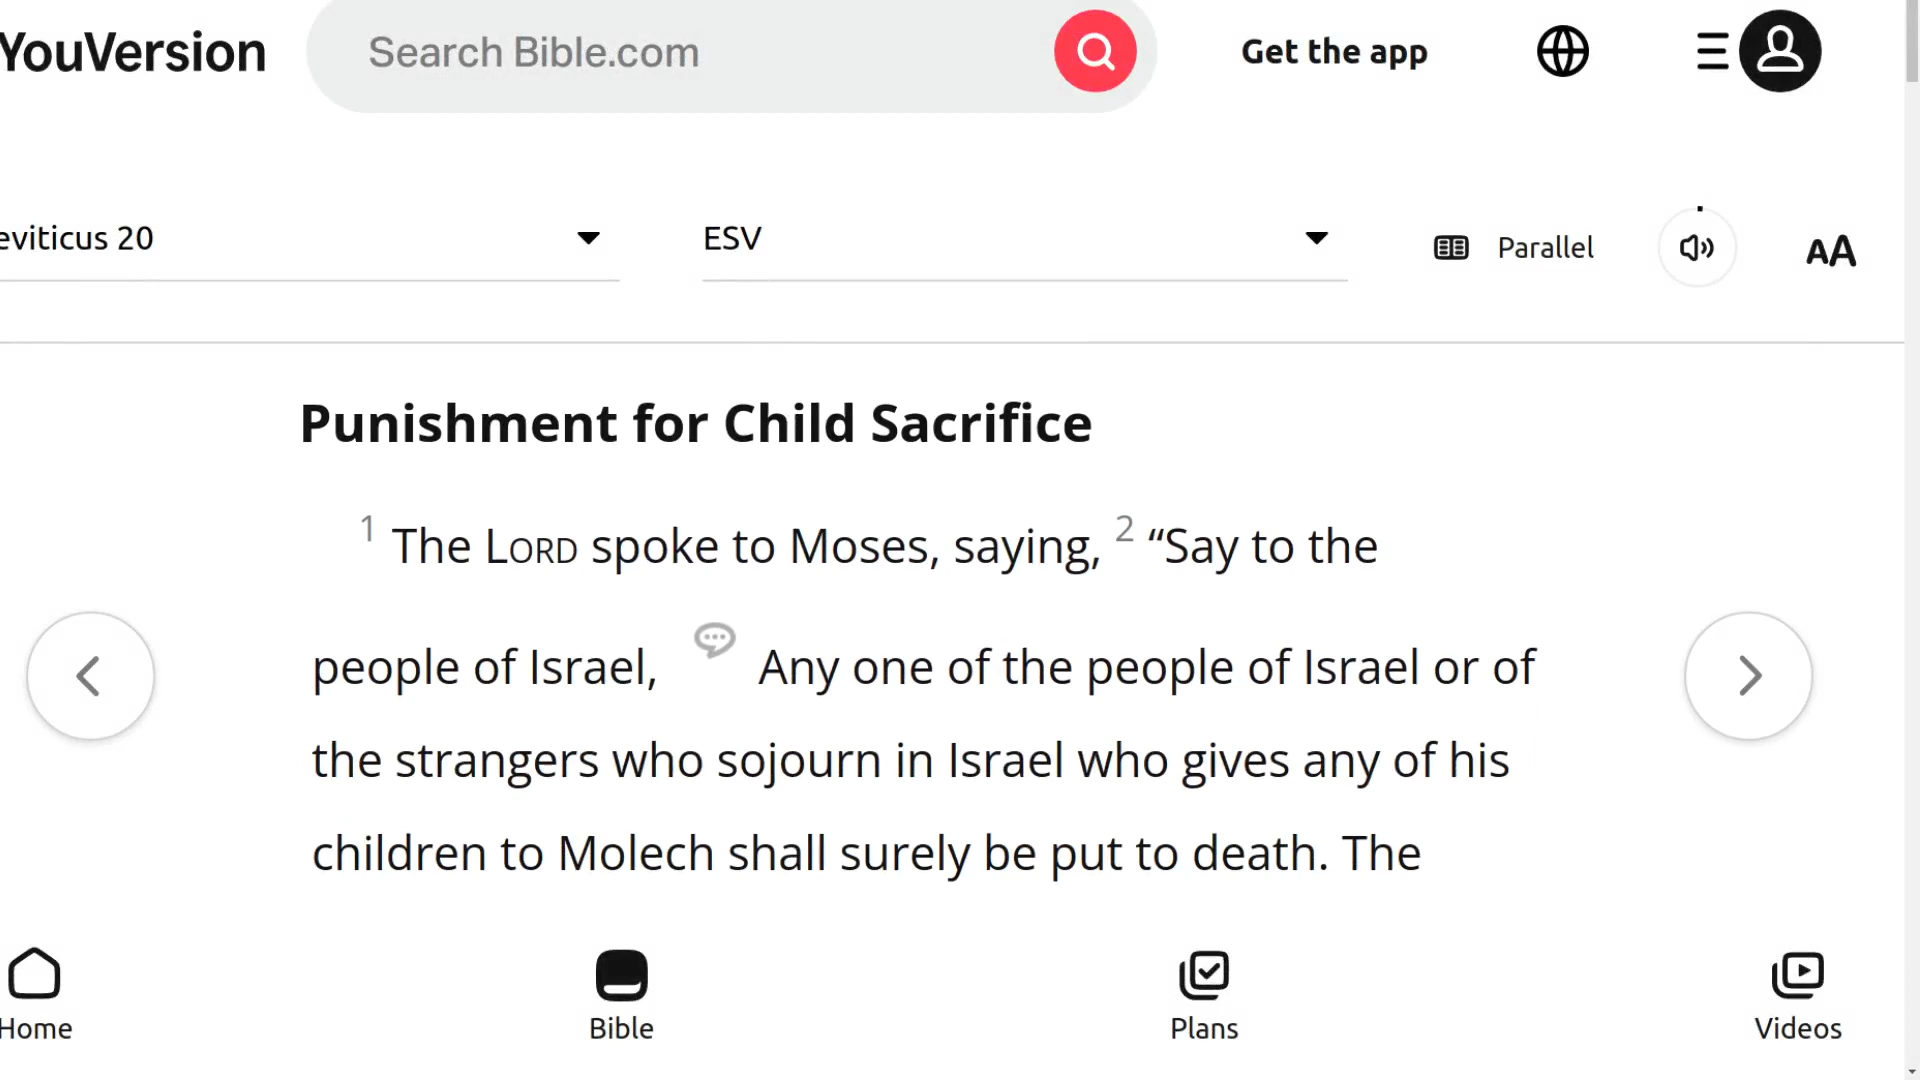 YouVersion
Search Bible.com
Get the app
eviticus 20
ESV
Parallel
AA
Punishment for Child Sacrifice
1 The LORD spoke to Moses, saying, 2 “Say to the
people of Israel, Any one of the people of Israel or of
the strangers who sojourn in Israel who gives any of his
children to Molech shall surely be put to death. The
Home
Bible
Plans
Videos